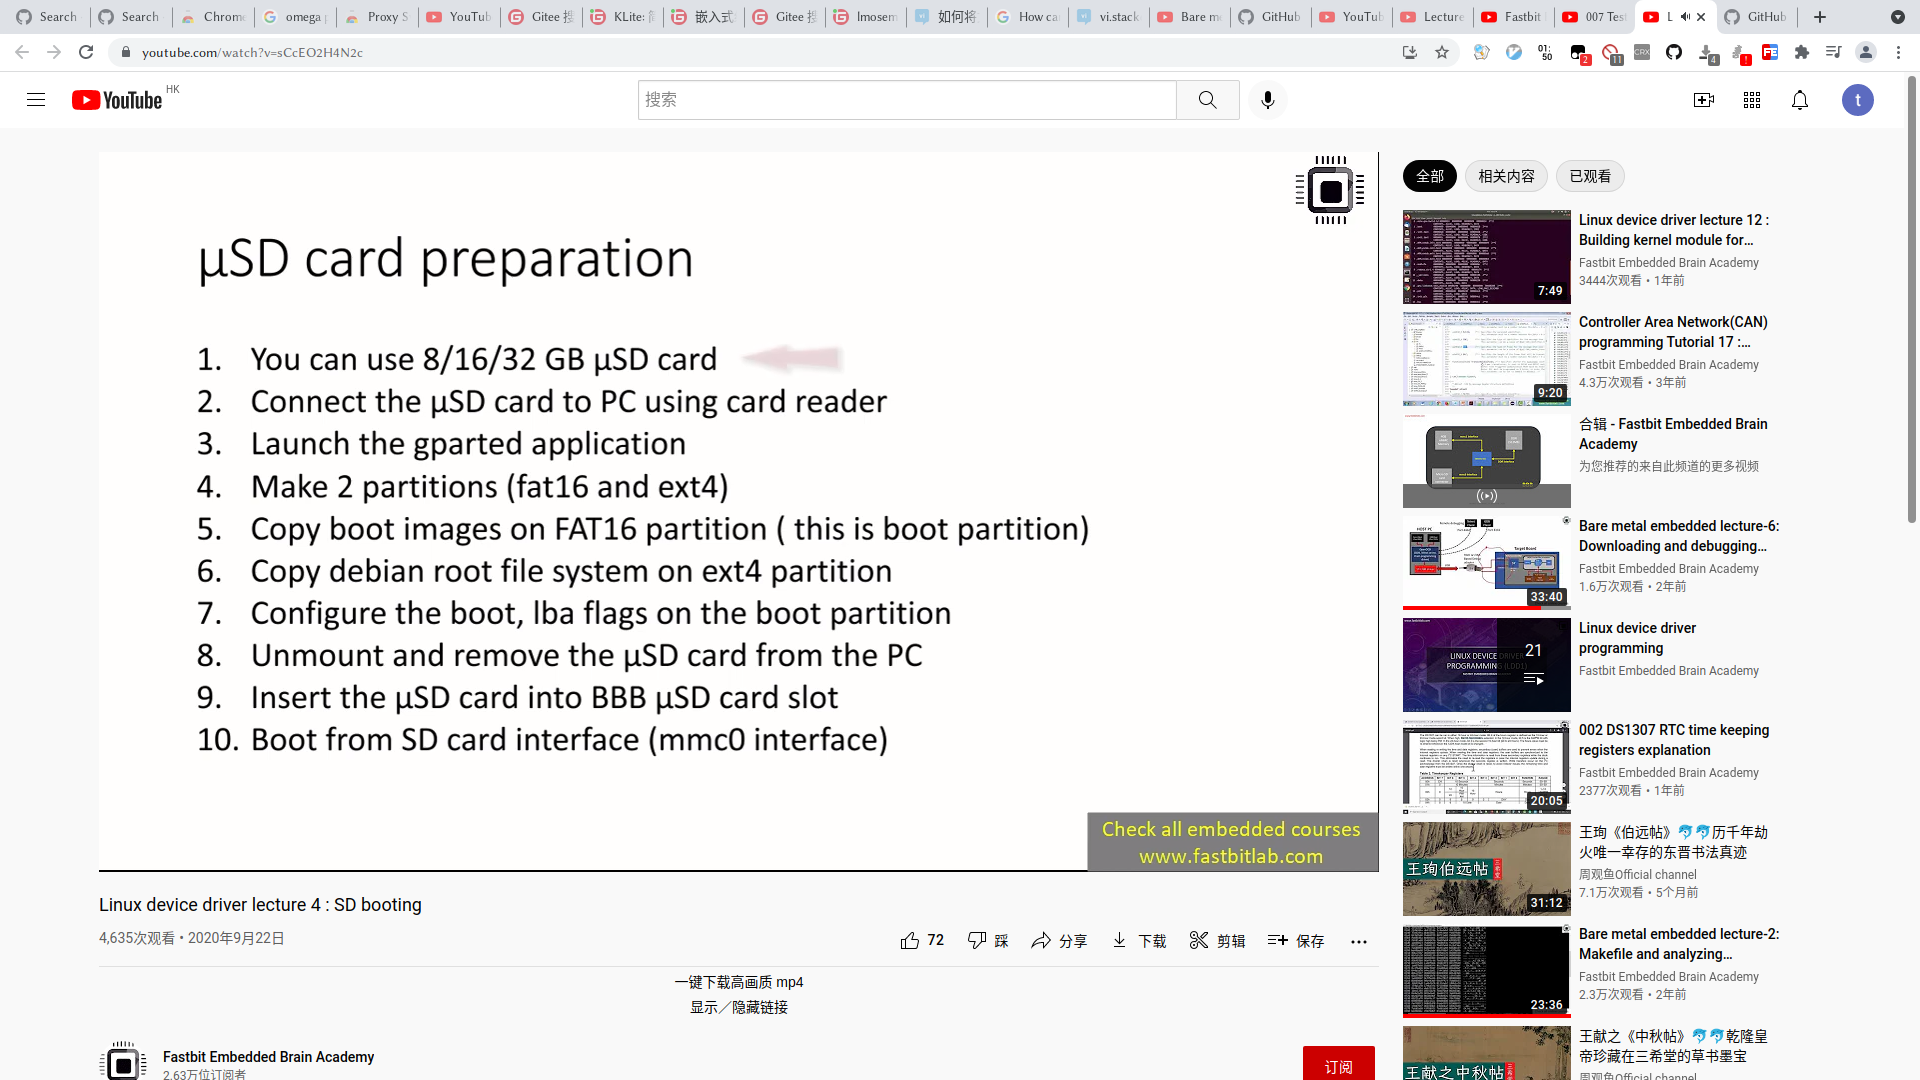 Search
Search
Chrome
omega p
Proxy S
YouTub
Gitee 搜
KLite: 简
嵌入式
Gitee 搜
lmosem
如何将
How ca
vi.stack
Bare me
GitHub
YouTub
Lecture
Fastbit
007 Tes
L
GitHub
youtube.com/watch?v=sCcEO2H4N2c
01:
50
2
11
CRX
4
!
YouTube HK
搜索
t
µSD card preparation
1. You can use 8/16/32 GB µSD card
2. Connect the µSD card to PC using card reader
3. Launch the gparted application
4. Make 2 partitions (fat16 and ext4)
5. Copy boot images on FAT16 partition ( this is boot partition)
6. Copy debian root file system on ext4 partition
7. Configure the boot, lba flags on the boot partition
8. Unmount and remove the µSD card from the PC
9. Insert the µSD card into BBB µSD card slot
10. Boot from SD card interface (mmc0 interface)
Check all embedded courses
www.fastbitlab.com
Linux device driver lecture 4 : SD booting
4,635次观看 • 2020年9月22日
72
踩
分享
下载
剪辑
保存
一键下载高画质 mp4
显示／隐藏链接
Fastbit Embedded Brain Academy
2.63万位订阅者
订阅
全部
相关内容
已观看
7:49
Linux device driver lecture 12 :
Building kernel module for…
Fastbit Embedded Brain Academy
3444次观看 • 1年前
9:20
Controller Area Network(CAN)
programming Tutorial 17 :…
Fastbit Embedded Brain Academy
4.3万次观看 • 3年前
合辑 - Fastbit Embedded Brain
Academy
为您推荐的来自此频道的更多视频
HOST PC
Target Board
33:40
Bare metal embedded lecture-6:
Downloading and debugging…
Fastbit Embedded Brain Academy
1.6万次观看 • 2年前
LINUX DEVICE DRIVER
PROGRAMMING (LDD1)
21
Linux device driver
programming
Fastbit Embedded Brain Academy
20:05
002 DS1307 RTC time keeping
registers explanation
Fastbit Embedded Brain Academy
2377次观看 • 1年前
王珣伯远帖
三希堂
31:12
王珣《伯远帖》🐬🐬历千年劫
火唯一幸存的东晋书法真迹
周观鱼Official channel
7.1万次观看 • 5个月前
23:36
Bare metal embedded lecture-2:
Makefile and analyzing…
Fastbit Embedded Brain Academy
2.3万次观看 • 2年前
王献之中秋帖
王献之《中秋帖》🐬🐬乾隆皇
帝珍藏在三希堂的草书墨宝
周观鱼Official channel